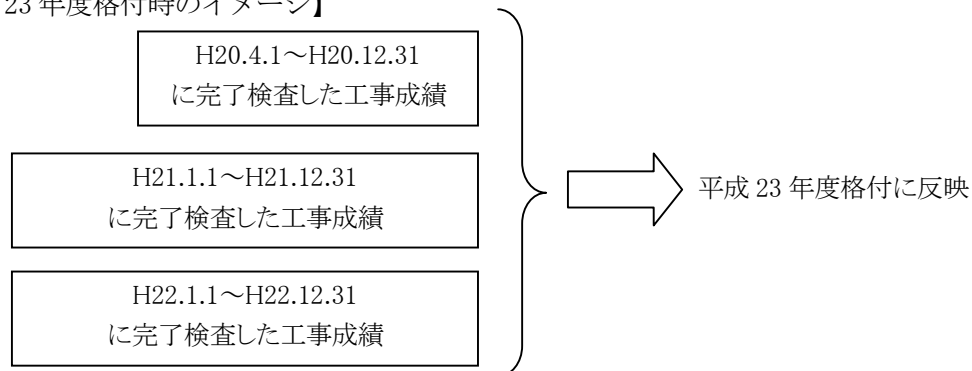 23 年度格付時のイメージ】
H20.4.1～H20.12.31
に完了検査した工事成績
H21.1.1～H21.12.31
に完了検査した工事成績
H22.1.1～H22.12.31
に完了検査した工事成績
平成 23 年度格付に反映